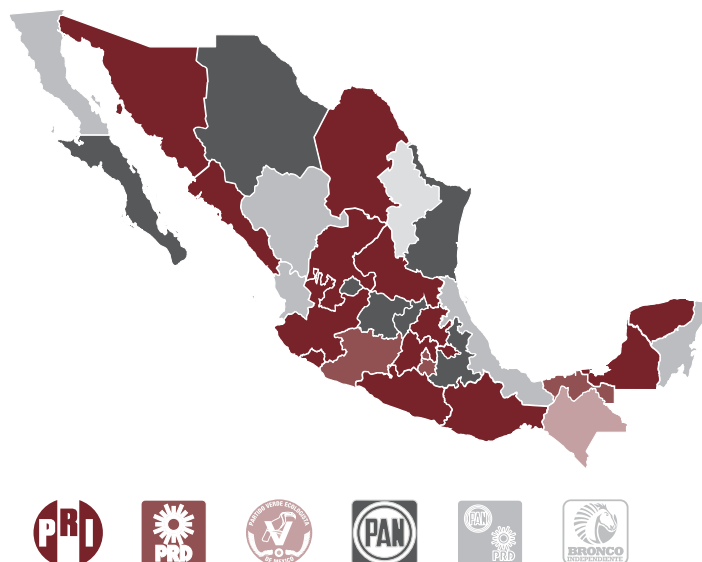 PRI
PRD
PARTIDO VERDE ECOLOGISTA
DE MEXICO
PAN
PAN
PRD
BRONCO
INDEPENDIENTE